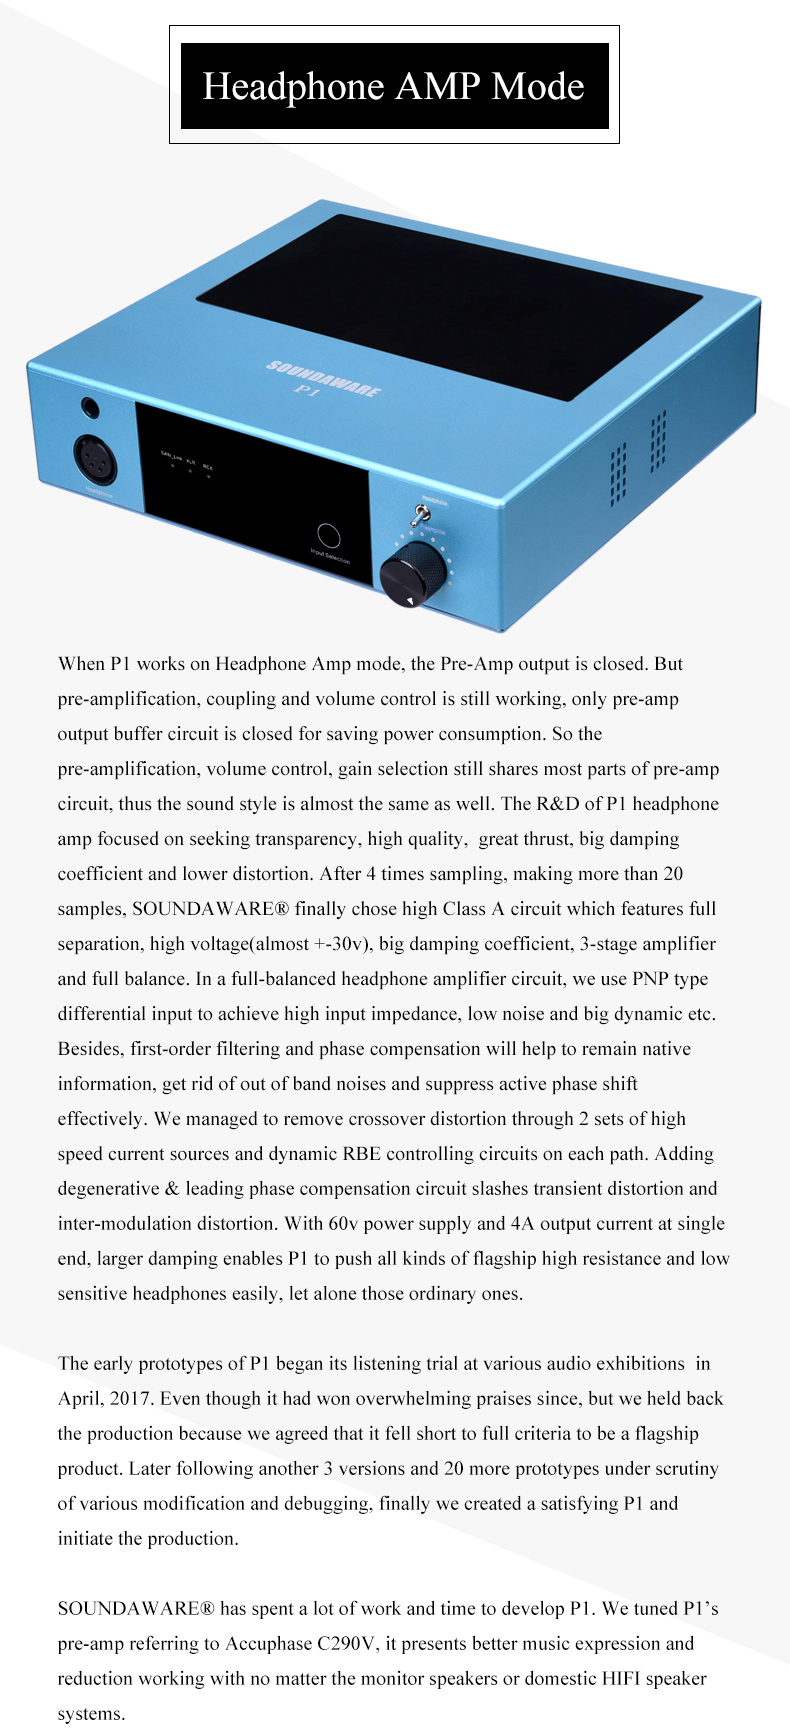 Headphone AMP Mode
SOUNDAWARE
P1
SAW_Link XLR RCA
Headphone
Input Selection
Headphone
Preamplifier
When P1 works on Headphone Amp mode, the Pre-Amp output is closed. But
pre-amplification, coupling and volume control is still working, only pre-amp
output buffer circuit is closed for saving power consumption. So the
pre-amplification, volume control, gain selection still shares most parts of pre-amp
circuit, thus the sound style is almost the same as well. The R&D of P1 headphone
amp focused on seeking transparency, high quality,  great thrust, big damping
coefficient and lower distortion. After 4 times sampling, making more than 20
samples, SOUNDAWARE® finally chose high Class A circuit which features full
separation, high voltage(almost +-30v), big damping coefficient, 3-stage amplifier
and full balance. In a full-balanced headphone amplifier circuit, we use PNP type
differential input to achieve high input impedance, low noise and big dynamic etc.
Besides, first-order filtering and phase compensation will help to remain native
information, get rid of out of band noises and suppress active phase shift
effectively. We managed to remove crossover distortion through 2 sets of high
speed current sources and dynamic RBE controlling circuits on each path. Adding
degenerative & leading phase compensation circuit slashes transient distortion and
inter-modulation distortion. With 60v power supply and 4A output current at single
end, larger damping enables P1 to push all kinds of flagship high resistance and low
sensitive headphones easily, let alone those ordinary ones.
The early prototypes of P1 began its listening trial at various audio exhibitions  in
April, 2017. Even though it had won overwhelming praises since, but we held back
the production because we agreed that it fell short to full criteria to be a flagship
product. Later following another 3 versions and 20 more prototypes under scrutiny
of various modification and debugging, finally we created a satisfying P1 and
initiate the production.
SOUNDAWARE® has spent a lot of work and time to develop P1. We tuned P1’s
pre-amp referring to Accuphase C290V, it presents better music expression and
reduction working with no matter the monitor speakers or domestic HIFI speaker
systems.